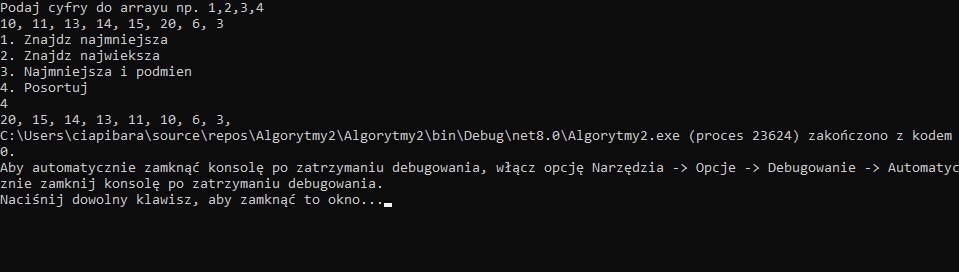 Podaj cyfry do arrayu np. 1,2,3,4
10, 11, 13, 14, 15, 20, 6, 3
1. Znajdz najmniejsza
2. Znajdz najwieksza
3. Najmniejsza i podmien
4. Posortuj
4
20, 15, 14, 13, 11, 10, 6, 3,
C:\Users\ciapibara\source\repos\Algorytmy2\Algorytmy2\bin\Debug\net8.0\Algorytmy2.exe (proces 23624) zakończono z kodem
0.
Aby automatycznie zamknąć konsolę po zatrzymaniu debugowania, włącz opcję Narzędzia -> Opcje -> Debugowanie -> Automatyc
znie zamknij konsolę po zatrzymaniu debugowania.
Naciśnij dowolny klawisz, aby zamknąć to okno...